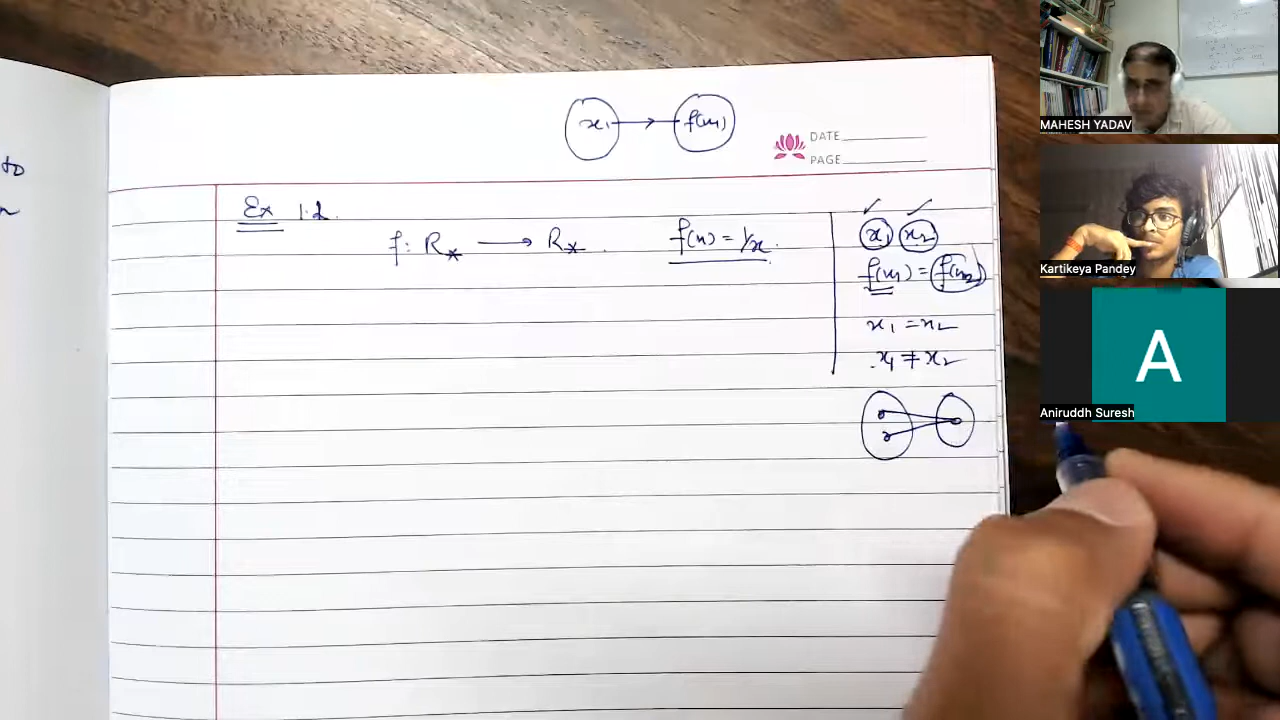 x₁ → f(x₁)
DATE
PAGE
to
Ex 1.2.
f: R* → R*. f(x) = 1/x.
x₁ x₂
f(x₁) = f(x₂)
x₁ = x₂
x₁ ≠ x₂
MAHESH YADAV
Kartikeya Pandey
A
Aniruddh Suresh